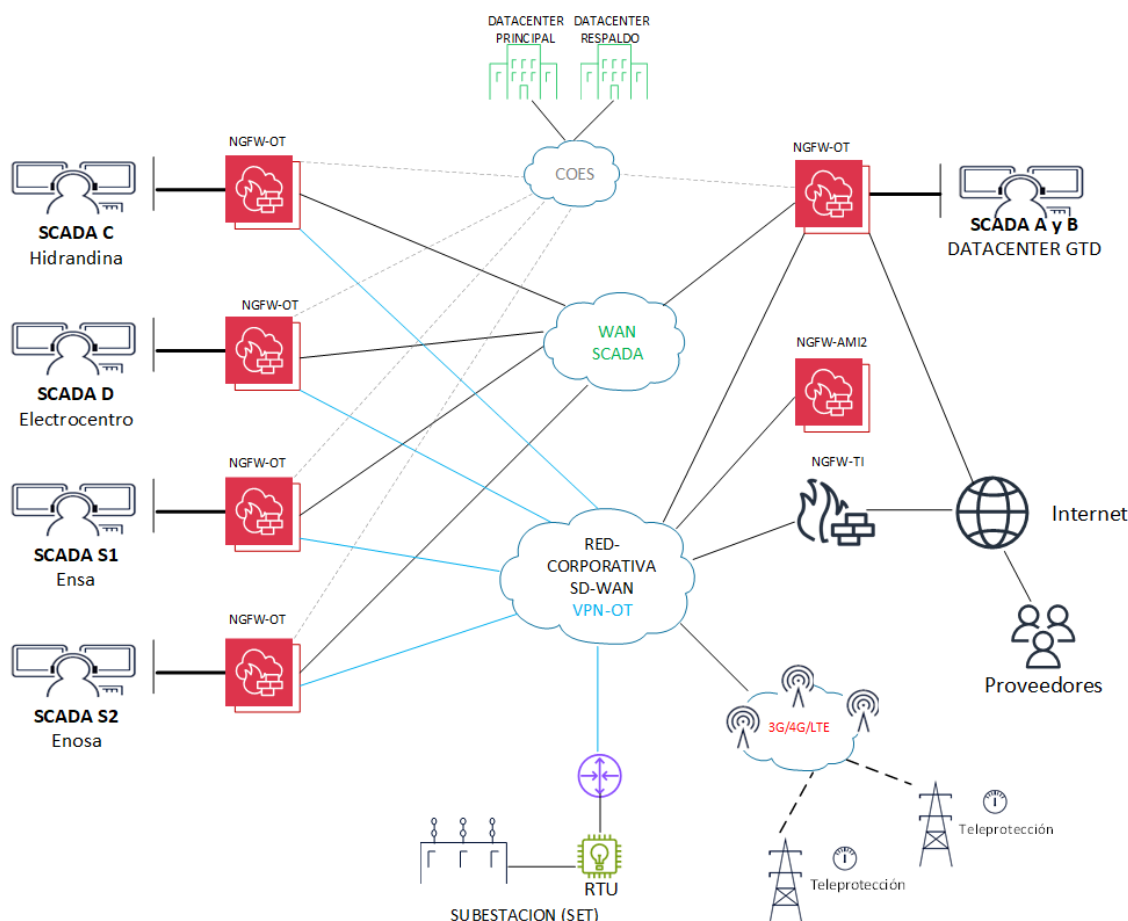 DATACENTER
PRINCIPAL
DATACENTER
RESPALDO
NGFW-OT
COES
NGFW-OT
SCADA C
Hidrandina
SCADA A y B
DATACENTER GTD
NGFW-OT
WAN
SCADA
NGFW-AMI2
SCADA D
Electrocentro
NGFW-OT
NGFW-TI
Internet
SCADA S1
Ensa
RED-
CORPORATIVA
SD-WAN
VPN-OT
NGFW-OT
SCADA S2
Enosa
Proveedores
3G/4G/LTE
Teleprotección
Teleprotección
RTU
SUBESTACION (SET)